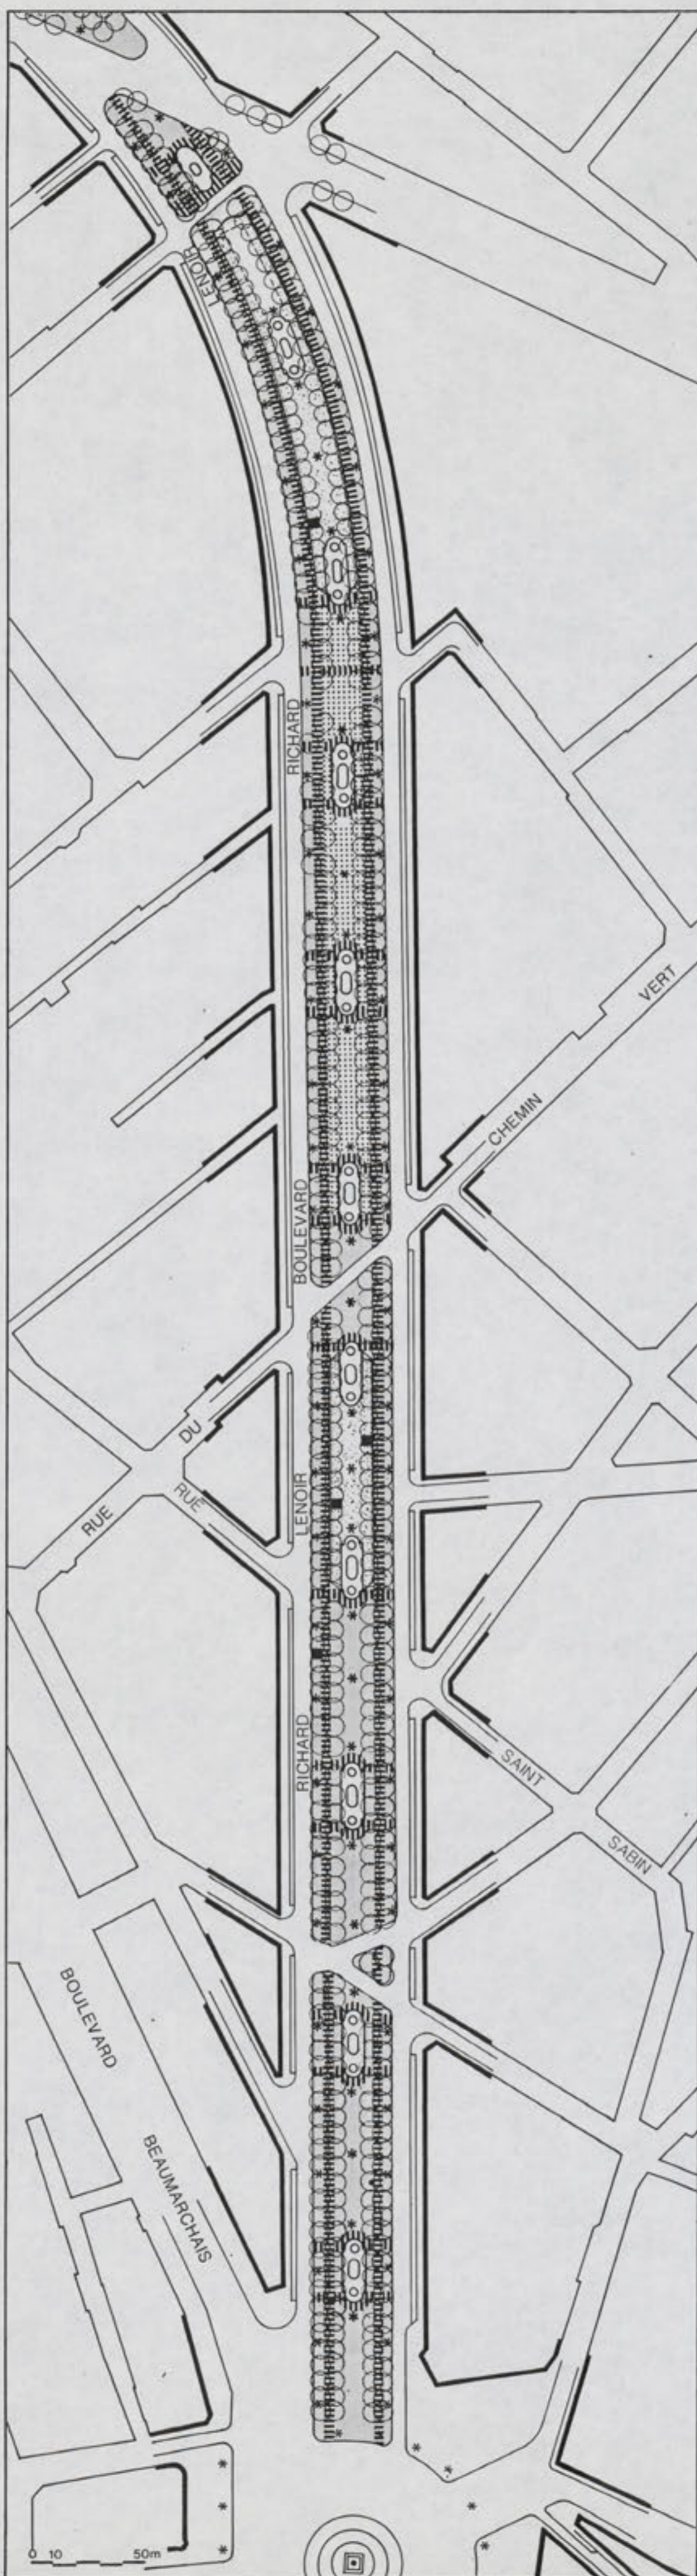 LENOIR
RICHARD
VERT
CHEMIN
BOULEVARD
DU
RUE
RUE
LENOIR
RICHARD
SAINT
SABIN
BOULEVARD
BEAUMARCHAIS
0 10 50m